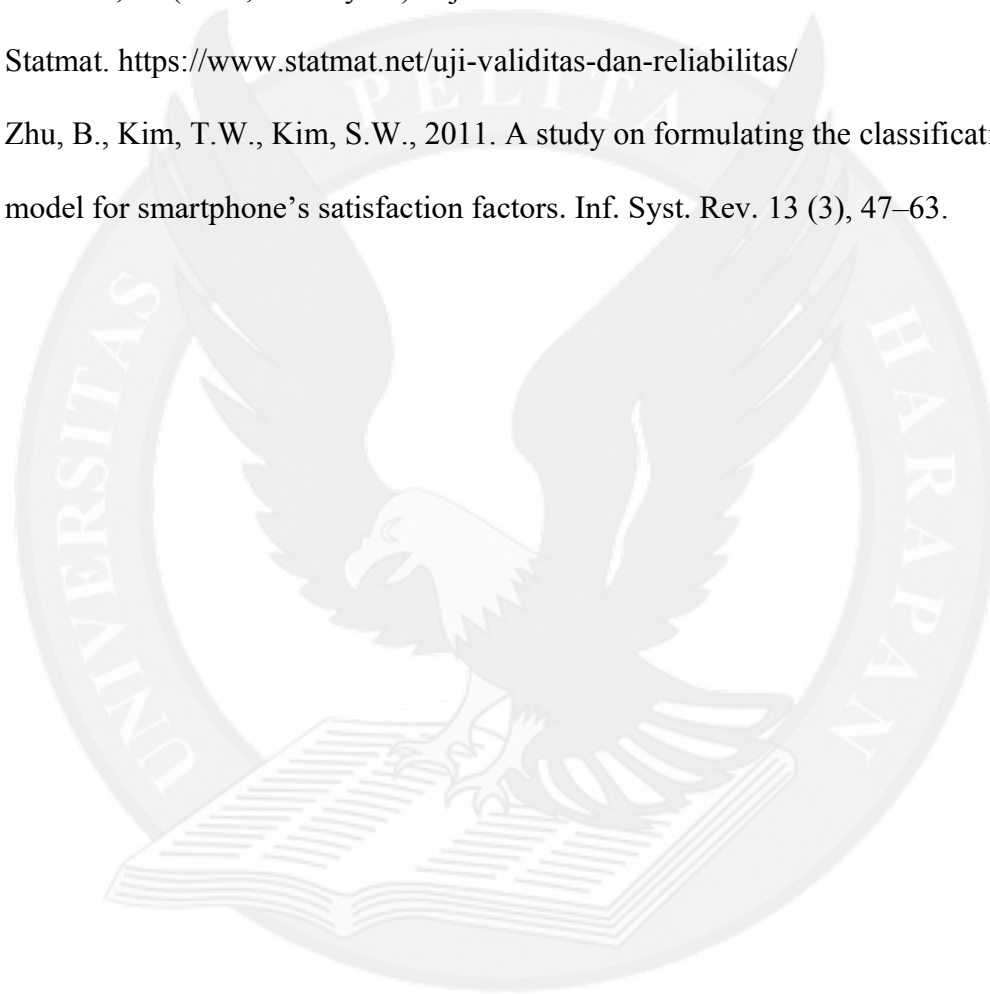 Statmat. https://www.statmat.net/uji-validitas-dan-reliabilitas/
Zhu, B., Kim, T.W., Kim, S.W., 2011. A study on formulating the
model for smartphone’s satisfaction factors. Inf. Syst. Rev. 13 (3), 47–63.
UNIVERSITAS PELITA HARAPAN